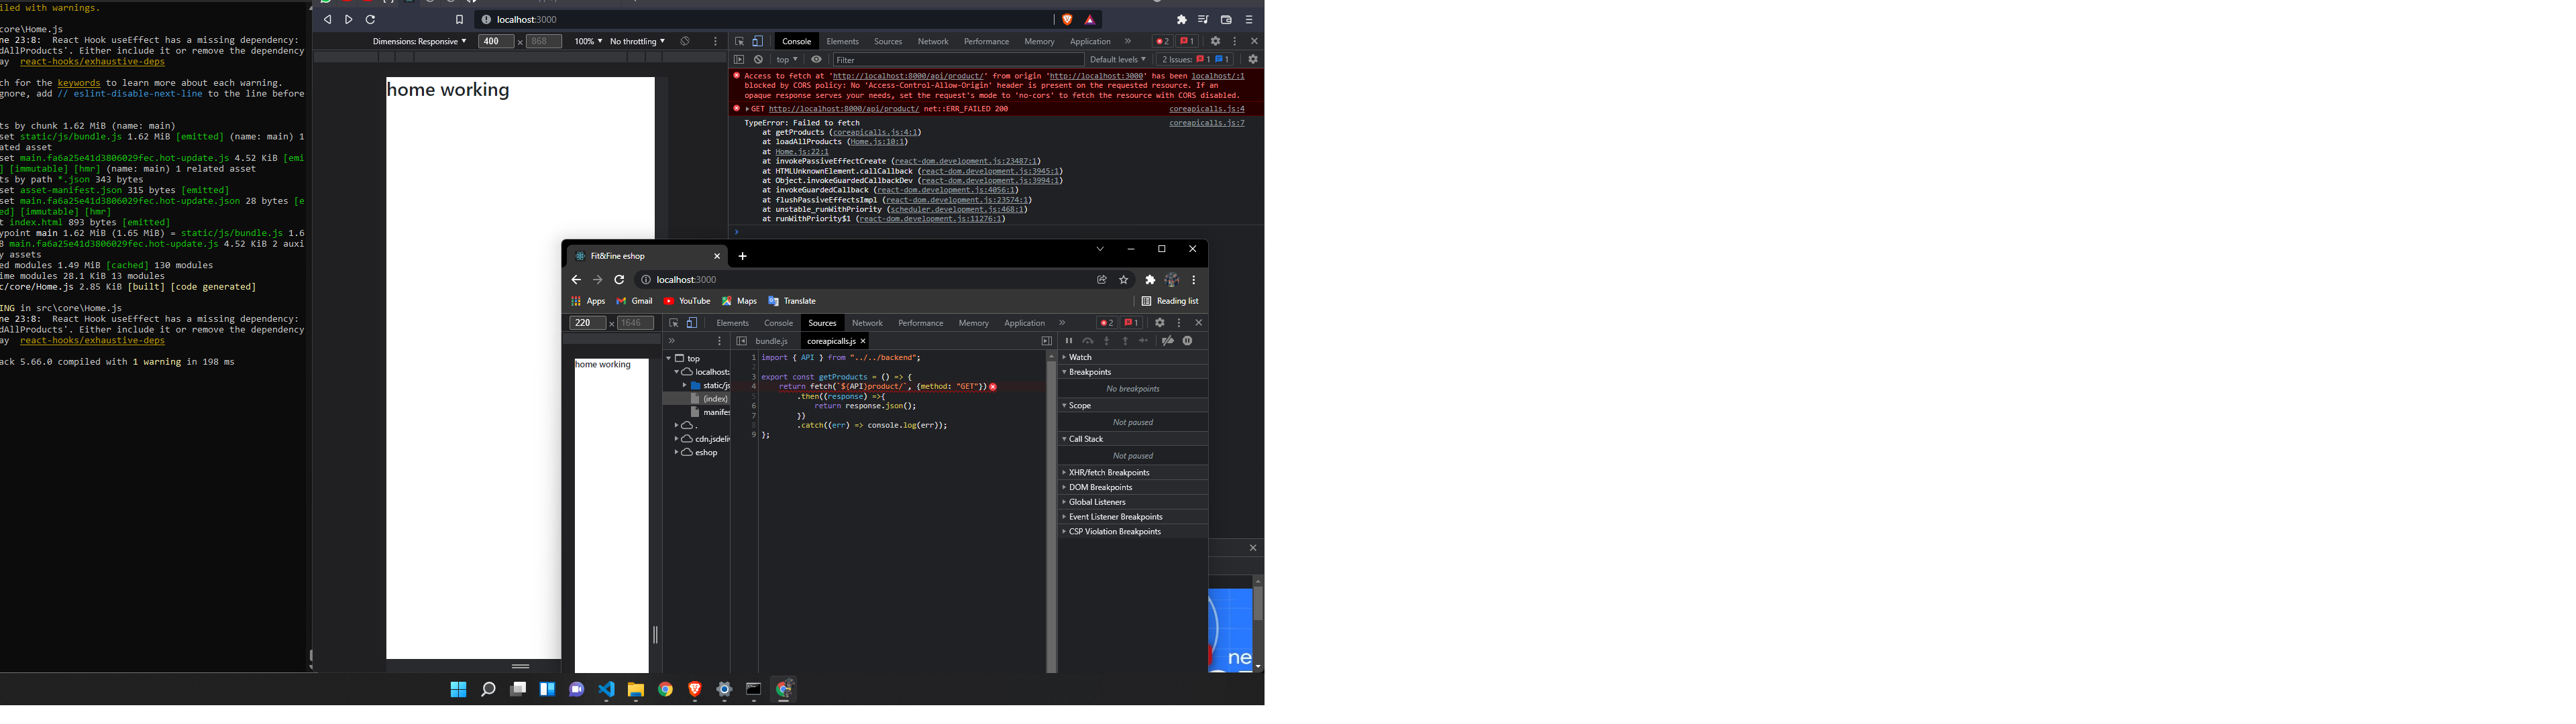 iled with warnings.
core\Home.js
ne 23:8:  React Hook useEffect has a missing dependency:
dAllProducts'. Either include it or remove the dependency
ay  react-hooks/exhaustive-deps
ch for the keywords to learn more about each warning.
gnore, add // eslint-disable-next-line to the line before
ts by chunk 1.62 MiB (name: main)
set static/js/bundle.js 1.62 MiB [emitted] (name: main) 1
ated asset
set main.fa6a25e41d3806029fec.hot-update.js 4.52 KiB [emi
] [immutable] [hmr] (name: main) 1 related asset
ts by path *.json 343 bytes
set asset-manifest.json 315 bytes [emitted]
set main.fa6a25e41d3806029fec.hot-update.json 28 bytes [e
ed] [immutable] [hmr]
t index.html 893 bytes [emitted]
ypoint main 1.62 MiB (1.65 MiB) = static/js/bundle.js 1.6
B main.fa6a25e41d3806029fec.hot-update.js 4.52 KiB 2 auxi
y assets
ed modules 1.49 MiB [cached] 130 modules
ime modules 28.1 KiB 13 modules
c/core/Home.js 2.85 KiB [built] [code generated]
ING in src\core\Home.js
ne 23:8:  React Hook useEffect has a missing dependency:
dAllProducts'. Either include it or remove the dependency
ay  react-hooks/exhaustive-deps
ack 5.66.0 compiled with 1 warning in 198 ms
localhost:3000
Dimensions: Responsive 400 × 868 100% No throttling
home working
Console Elements Sources Network Performance Memory Application » 2 1
top Filter Default levels 2 Issues: 1 1
Access to fetch at 'http://localhost:8000/api/product/' from origin 'http://localhost:3000' has been localhost/:1
blocked by CORS policy: No 'Access-Control-Allow-Origin' header is present on the requested resource. If an
opaque response serves your needs, set the request's mode to 'no-cors' to fetch the resource with CORS disabled.
GET http://localhost:8000/api/product/ net::ERR_FAILED 200 coreapicalls.js:4
TypeError: Failed to fetch coreapicalls.js:7
at getProducts (coreapicalls.js:4:1)
at loadAllProducts (Home.js:10:1)
at Home.js:22:1
at invokePassiveEffectCreate (react-dom.development.js:23487:1)
at HTMLUnknownElement.callCallback (react-dom.development.js:3945:1)
at Object.invokeGuardedCallbackDev (react-dom.development.js:3994:1)
at invokeGuardedCallback (react-dom.development.js:4056:1)
at flushPassiveEffectsImpl (react-dom.development.js:23574:1)
at unstable_runWithPriority (scheduler.development.js:468:1)
at runWithPriority$1 (react-dom.development.js:11276:1)
Fit&Fine eshop
localhost:3000
Apps Gmail YouTube Maps Translate Reading list
220 × 1646 Elements Console Sources Network Performance Memory Application » 2 1
home working
top
localhost:
static/js
(index)
manifes
.
cdn.jsdeliv
eshop
bundle.js coreapicalls.js
1 import { API } from "../../backend";
2
3 export const getProducts = () => {
4 return fetch(`${API}product/`, {method: "GET"})
5 .then((response) =>{
6 return response.json();
7 })
8 .catch((err) => console.log(err));
9 };
Watch
Breakpoints
No breakpoints
Scope
Not paused
Call Stack
Not paused
XHR/fetch Breakpoints
DOM Breakpoints
Global Listeners
Event Listener Breakpoints
CSP Violation Breakpoints
ne